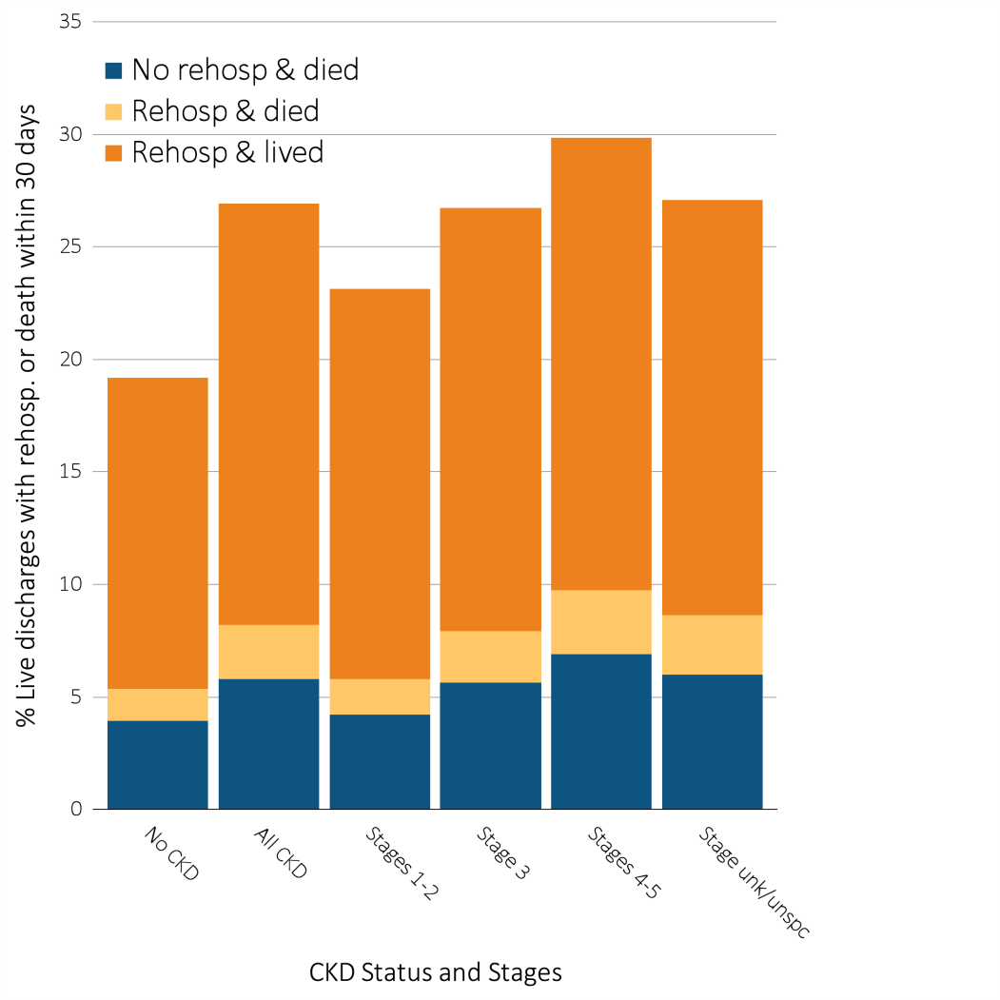 35
No rehosp & died
Rehosp & died
30
Rehosp & lived
25
20
15
10
5
0
% Live discharges with rehosp. or death within 30 days
No CKD
All CKD
Stages 1-2
Stage 3
Stages 4-5
Stage unk/unspc
CKD Status and Stages